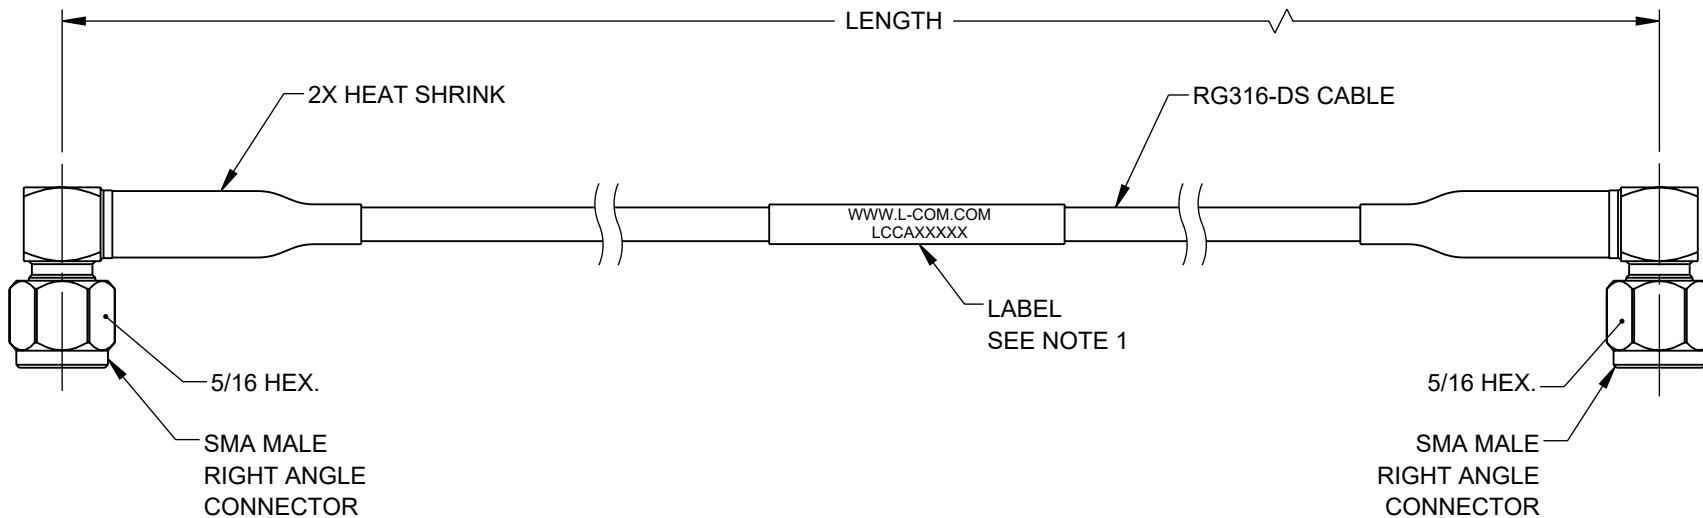 LENGTH
2X HEAT SHRINK
RG316-DS CABLE
WWW.L-COM.COM
LCCAXXXXX
LABEL
SEE NOTE 1
5/16 HEX.
5/16 HEX.
SMA MALE
RIGHT ANGLE
CONNECTOR
SMA MALE
RIGHT ANGLE
CONNECTOR